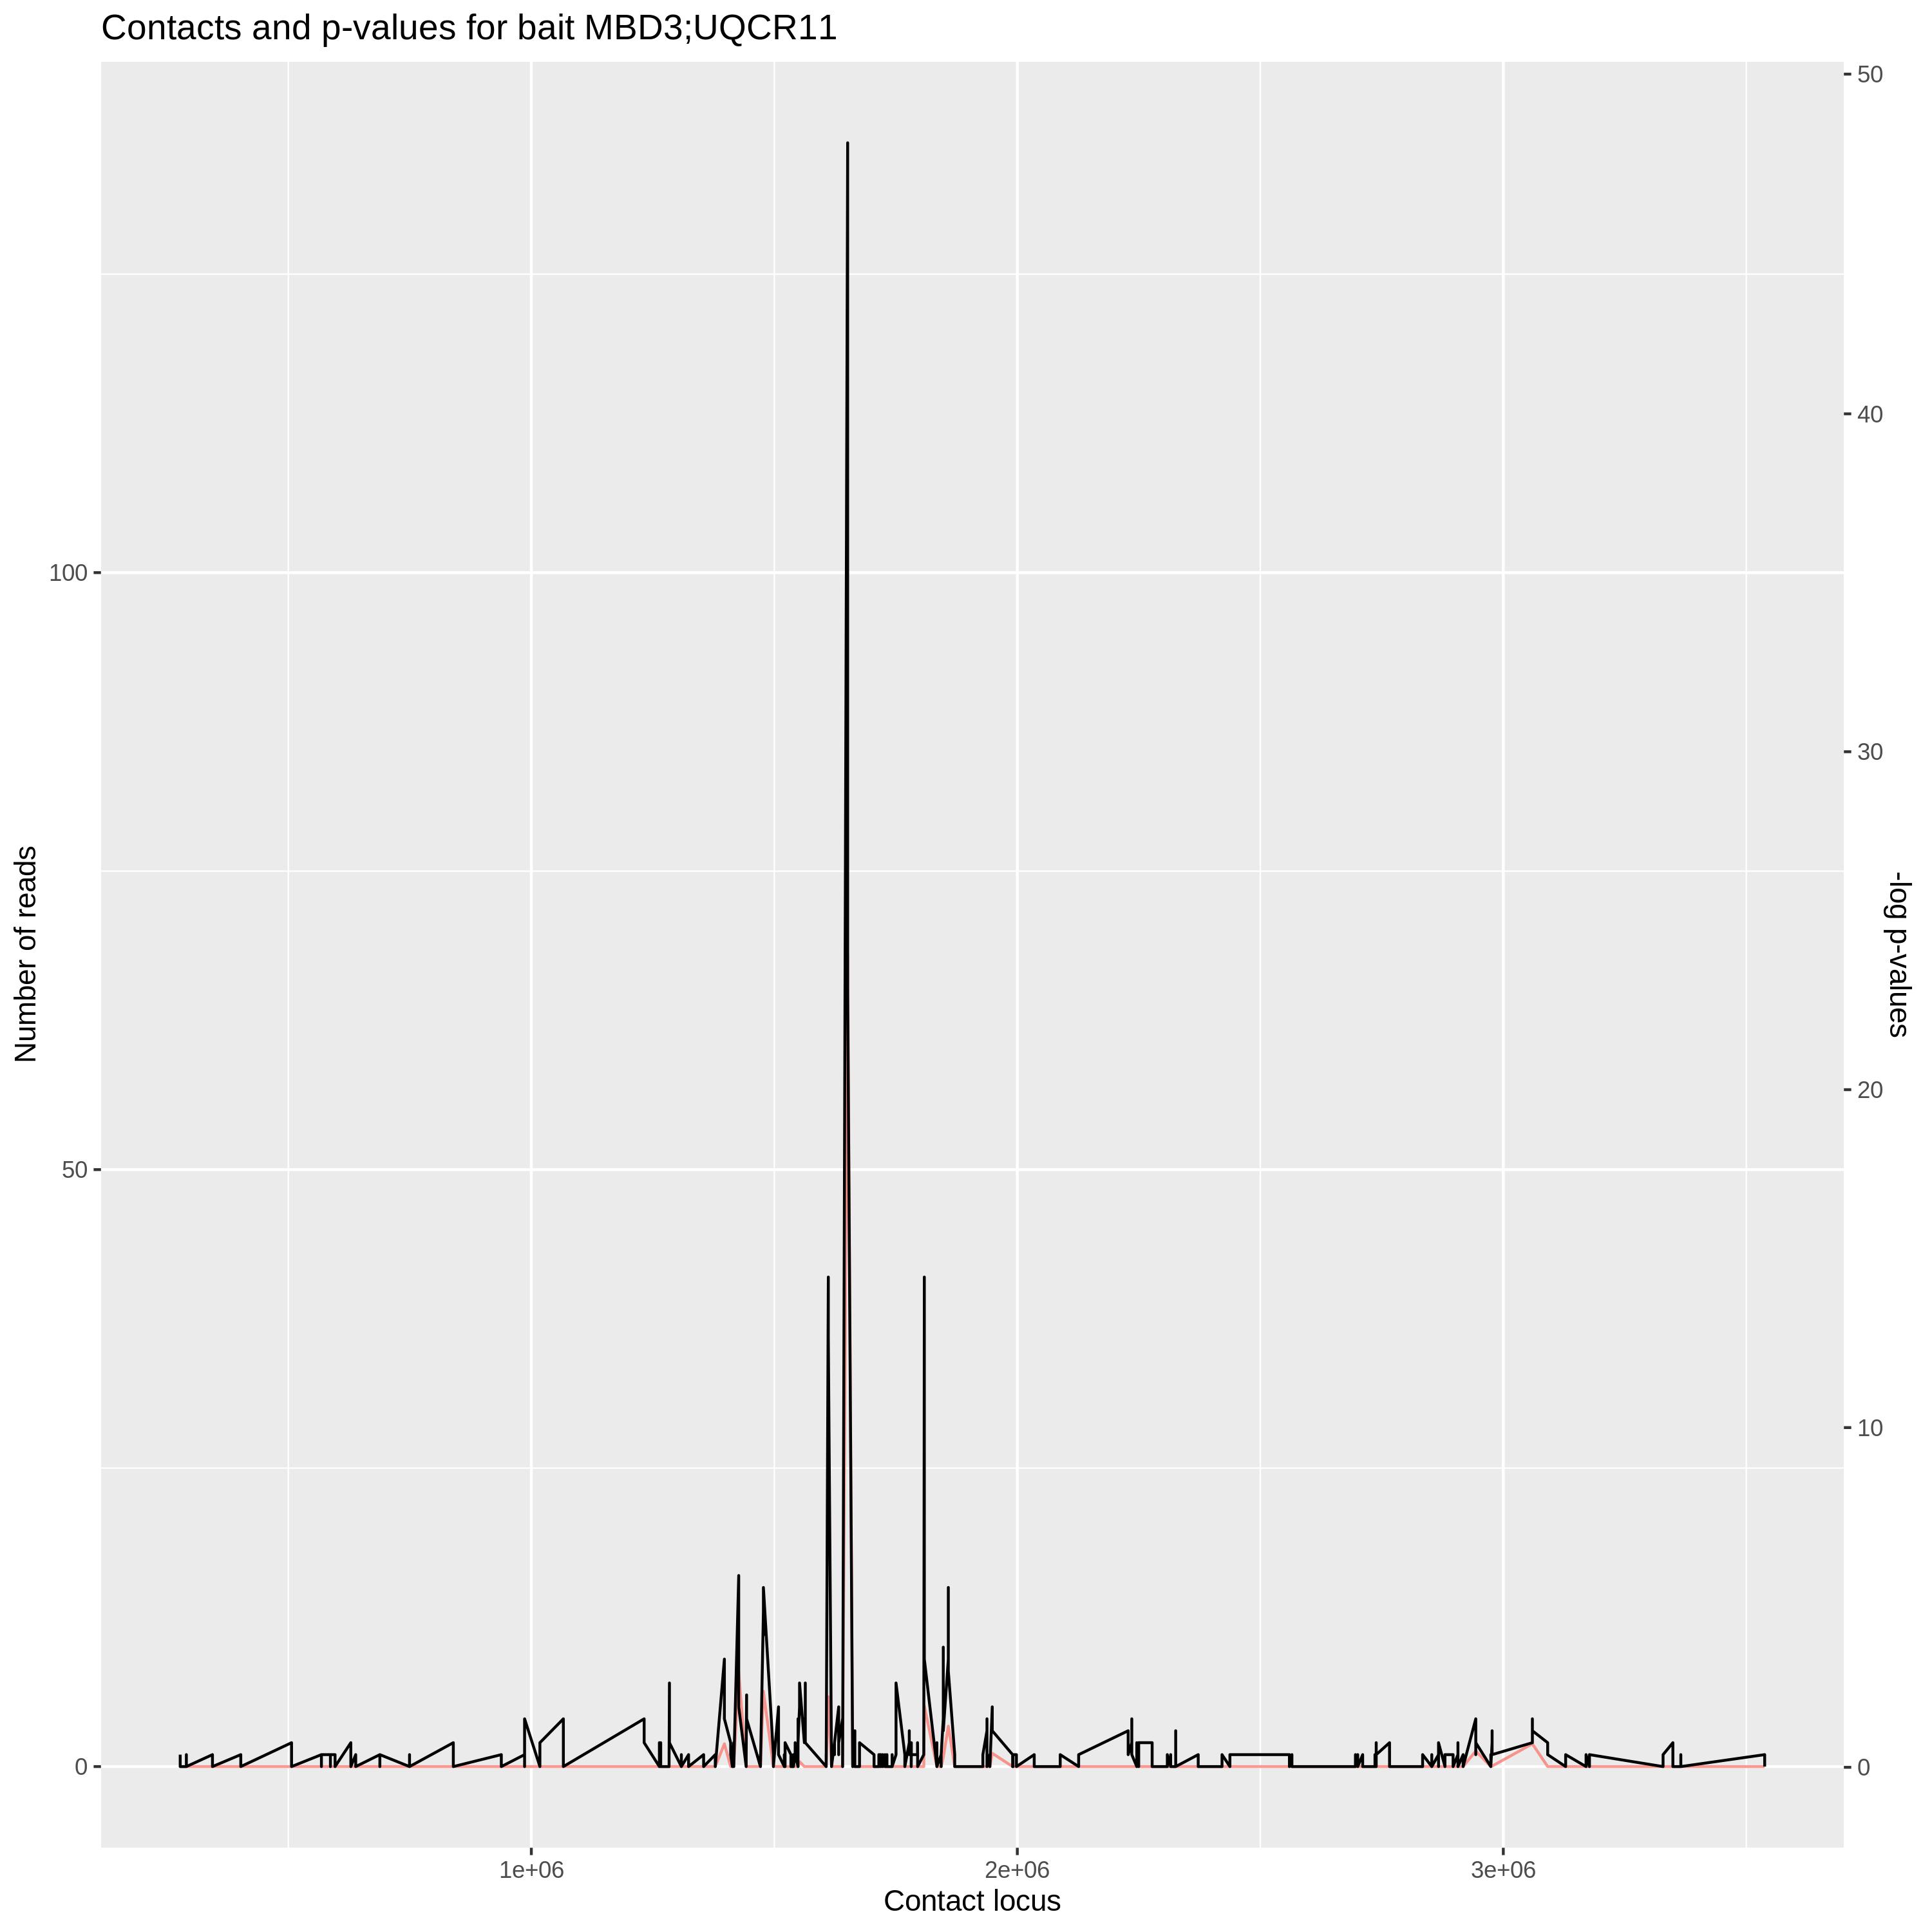 Contacts and p-values for bait MBD3;UQCR11
Number of reads
100
50
0
50
40
30
20
10
0
-log p-values
1e+06
2e+06
3e+06
Contact locus